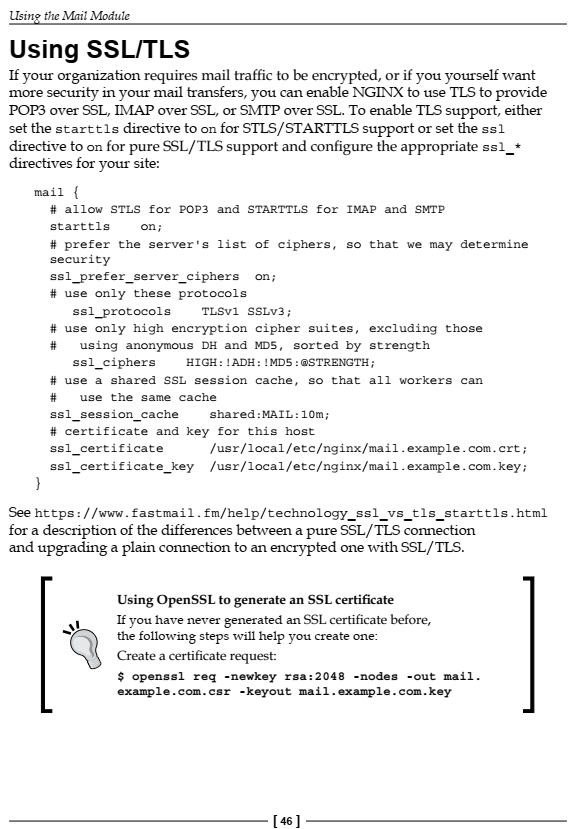 Using the Mail Module
Using SSL/TLS
If your organization requires mail traffic to be encrypted, or if you yourself want
more security in your mail transfers, you can enable NGINX to use TLS to provide
POP3 over SSL, IMAP over SSL, or SMTP over SSL. To enable TLS support, either
set the starttls directive to on for STLS/STARTTLS support or set the ssl
directive to on for pure SSL/TLS support and configure the appropriate ssl_*
directives for your site:
mail {
# allow STLS for POP3 and STARTTLS for IMAP and SMTP
starttls on;
# prefer the server's list of ciphers, so that we may determine
security
ssl_prefer_server_ciphers on;
# use only these protocols
ssl_protocols TLSv1 SSLv3;
# use only high encryption cipher suites, excluding those
# using anonymous DH and MD5, sorted by strength
ssl_ciphers HIGH:!ADH:!MD5:@STRENGTH;
# use a shared SSL session cache, so that all workers can
# use the same cache
ssl_session_cache shared:MAIL:10m;
# certificate and key for this host
ssl_certificate /usr/local/etc/nginx/mail.example.com.crt;
ssl_certificate_key /usr/local/etc/nginx/mail.example.com.key;
}
See https://www.fastmail.fm/help/technology_ssl_vs_tls_starttls.html
for a description of the differences between a pure SSL/TLS connection
and upgrading a plain connection to an encrypted one with SSL/TLS.
Using OpenSSL to generate an SSL certificate
If you have never generated an SSL certificate before,
the following steps will help you create one:
Create a certificate request:
$ openssl req -newkey rsa:2048 -nodes -out mail.
example.com.csr -keyout mail.example.com.key
[ 46 ]